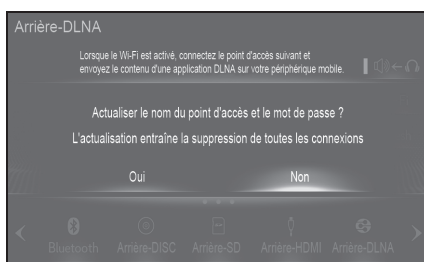 Arrière-DLNA
Lorsque le Wi-Fi est activé, connectez le point d'accès suivant et
envoyez le contenu d'une application DLNA sur votre périphérique mobile.
Actualiser le nom du point d'accès et le mot de passe ?
L'actualisation entraîne la suppression de toutes les connexions
Oui Non
Bluetooth Arrière-DISC Arrière-SD Arrière-HDMI Arrière-DLNA